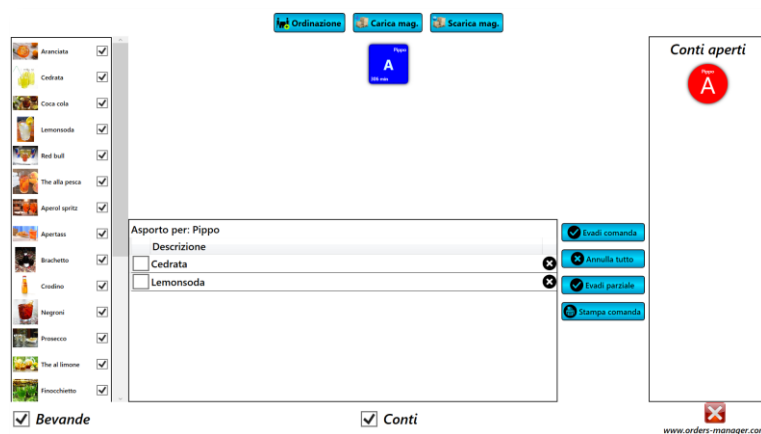 Ordinazione
Carica mag.
Scarica mag.
Aranciata
Cedrata
Coca cola
Lemonsoda
Red bull
The alla pesca
Aperol spritz
Apertass
Brachetto
Crodino
Negroni
Prosecco
The al limone
Finocchietto
Pippo
A
Asporto per: Pippo
Descrizione
Cedrata
Lemonsoda
Evadi comanda
Annulla tutto
Evadi parziale
Stampa comanda
Conti aperti
Pippo
A
Bevande
Conti
www.orders-manager.com